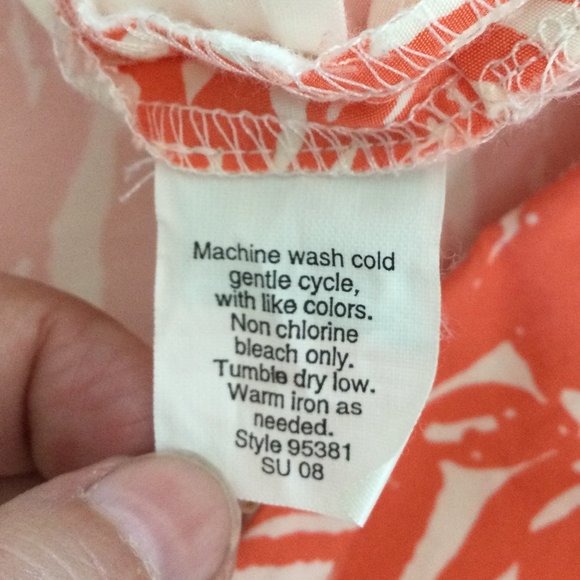 Machine wash cold
gentle cycle,
with like colors.
Non chlorine
bleach only.
Tumble dry low.
Warm iron as
needed.
Style 95381
SU 08